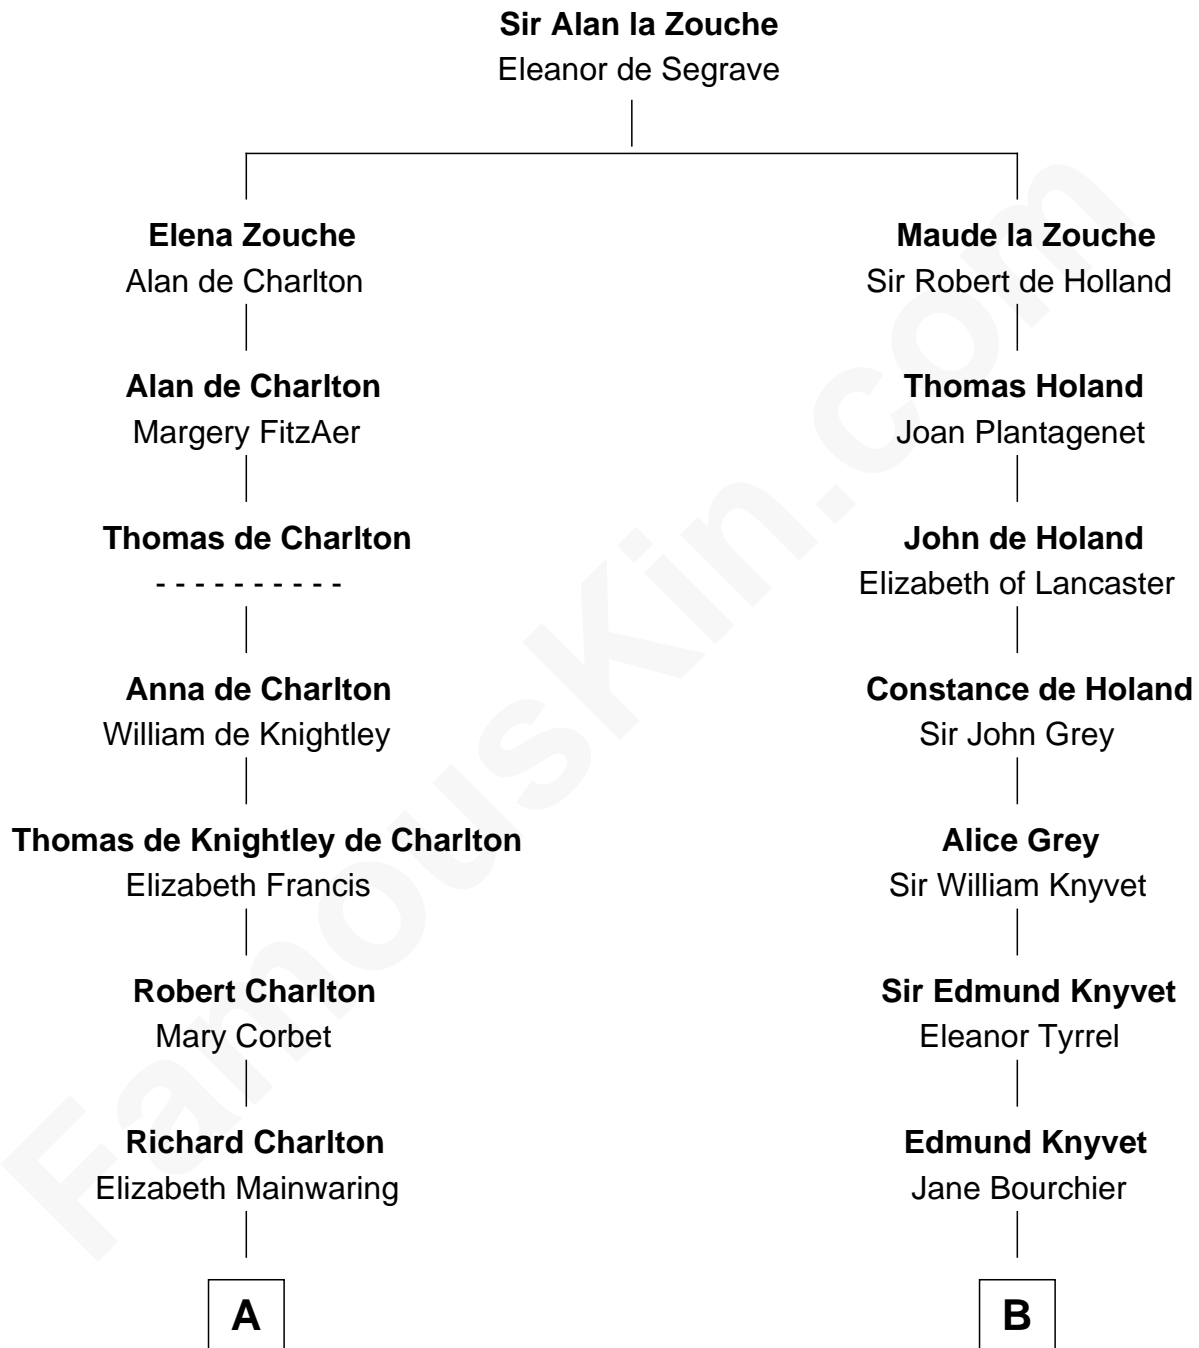 Sir Alan la Zouche
Eleanor de Segrave
Elena Zouche
Alan de Charlton
Maude la Zouche
Sir Robert de Holland
Alan de Charlton
Margery FitzAer
Thomas Holand
Joan Plantagenet
Thomas de Charlton
- - - - - - - - - -
John de Holand
Elizabeth of Lancaster
Anna de Charlton
William de Knightley
Constance de Holand
Sir John Grey
Thomas de Knightley de Charlton
Elizabeth Francis
Alice Grey
Sir William Knyvet
Robert Charlton
Mary Corbet
Sir Edmund Knyvet
Eleanor Tyrrel
Richard Charlton
Elizabeth Mainwaring
Edmund Knyvet
Jane Bourchier
A
B
FamousKin.com